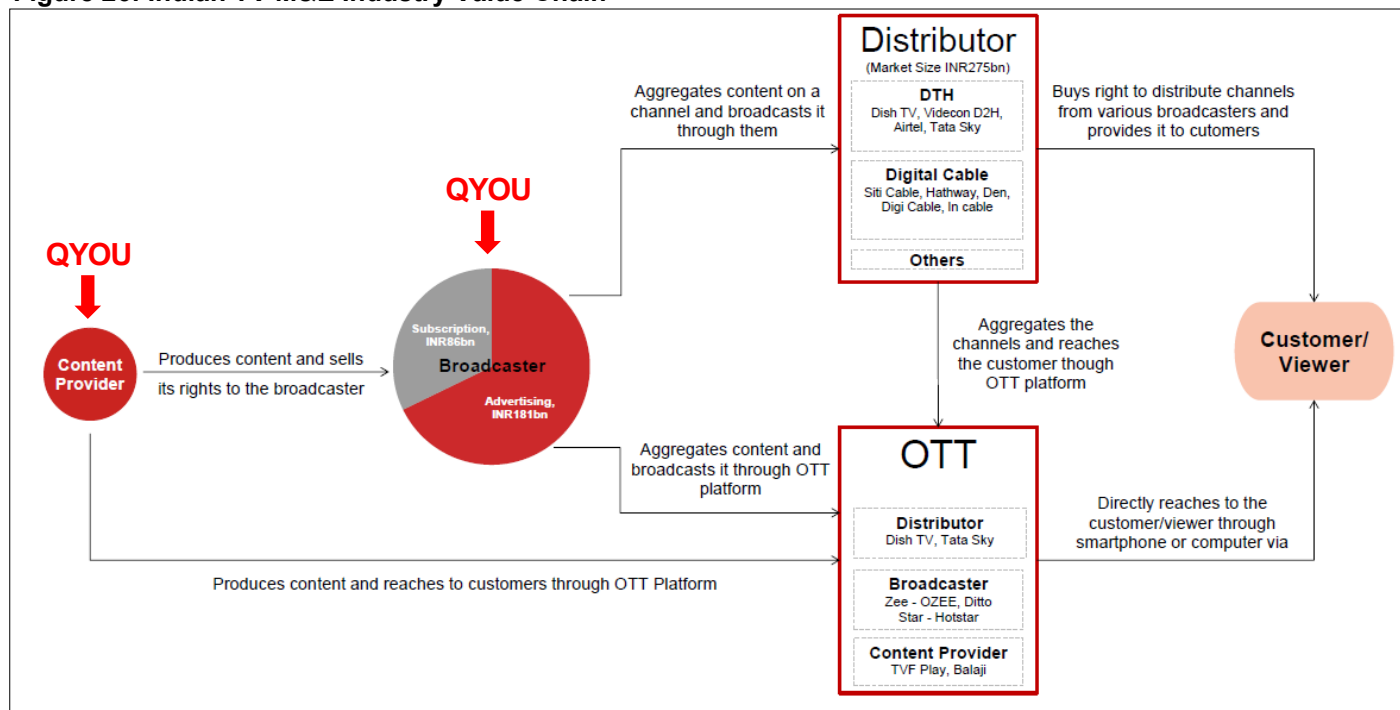 Figure Indian TV M&E Industry Value Chain
Distributor
(Market Size INR275bn)
DTH
Dish TV, Videcon D2H,
Airtel, Tata Sky
Digital Cable
Siti Cable, Hathway, Den,
Digi Cable, In cable
Others
Aggregates content on a
channel and broadcasts it
through them
Buys right to distribute channels
from various broadcasters and
provides it to cutomers
QYOU
QYOU
Content
Provider
Produces content and sells
its rights to the broadcaster
Subscription,
INR86bn
Broadcaster
Advertising,
INR181bn
Aggregates the
channels and reaches
the customer though
OTT platform
Customer/
Viewer
Aggregates content and
broadcasts it through OTT
platform
OTT
Distributor
Dish TV, Tata Sky
Broadcaster
Zee - OZEE, Ditto
Star - Hotstar
Content Provider
TVF Play, Balaji
Directly reaches to the
customer/viewer through
smartphone or computer via
Produces content and reaches to customers through OTT Platform